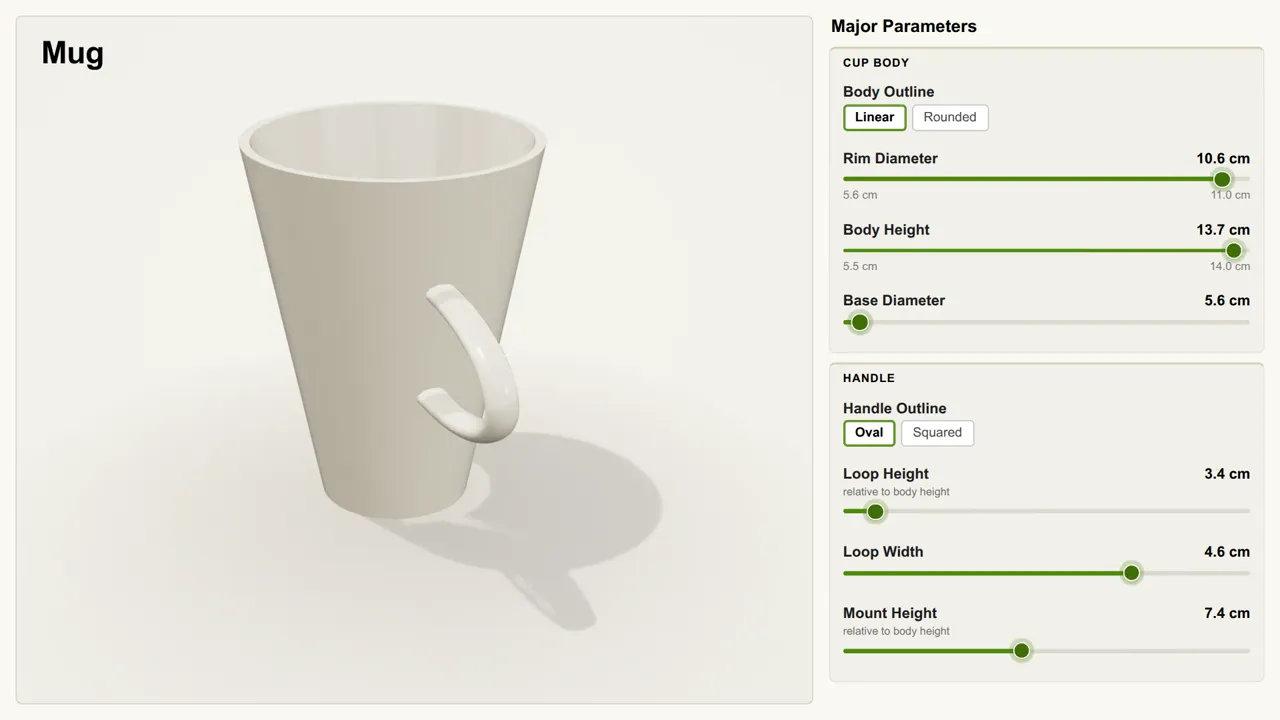 Mug
Major Parameters
CUP BODY
Body Outline
Linear Rounded
Rim Diameter 10.6 cm
5.6 cm 11.0 cm
Body Height 13.7 cm
5.5 cm 14.0 cm
Base Diameter 5.6 cm
HANDLE
Handle Outline
Oval Squared
Loop Height 3.4 cm
relative to body height
Loop Width 4.6 cm
Mount Height 7.4 cm
relative to body height